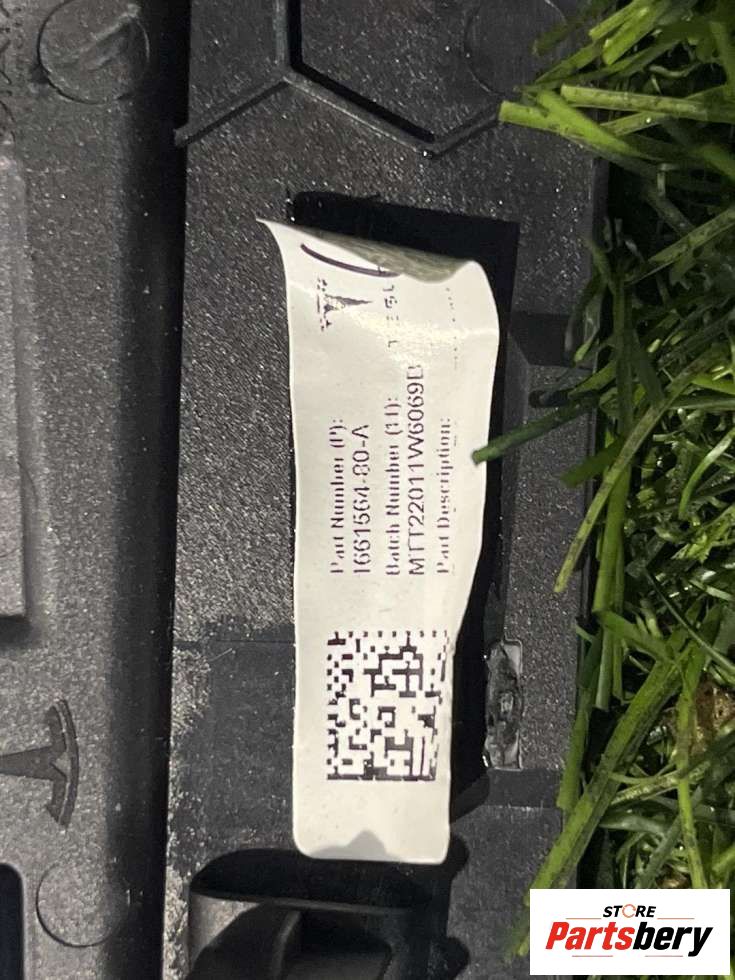 Part Number (P):
1661564-80-A
Batch Number (1T):
MTT22011W6069D
Part Description:
STORE
Partsbery